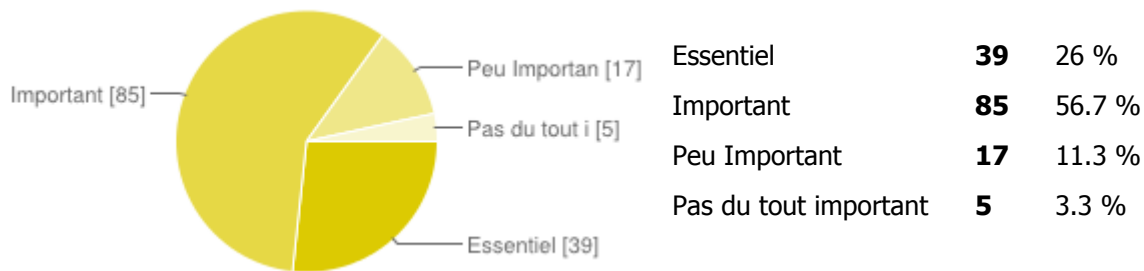 Important [85]
Peu Importan [17]
Pas du tout i [5]
Essentiel [39]
Essentiel 39 26 %
Important 85 56.7 %
Peu Important 17 11.3 %
Pas du tout important 5 3.3 %